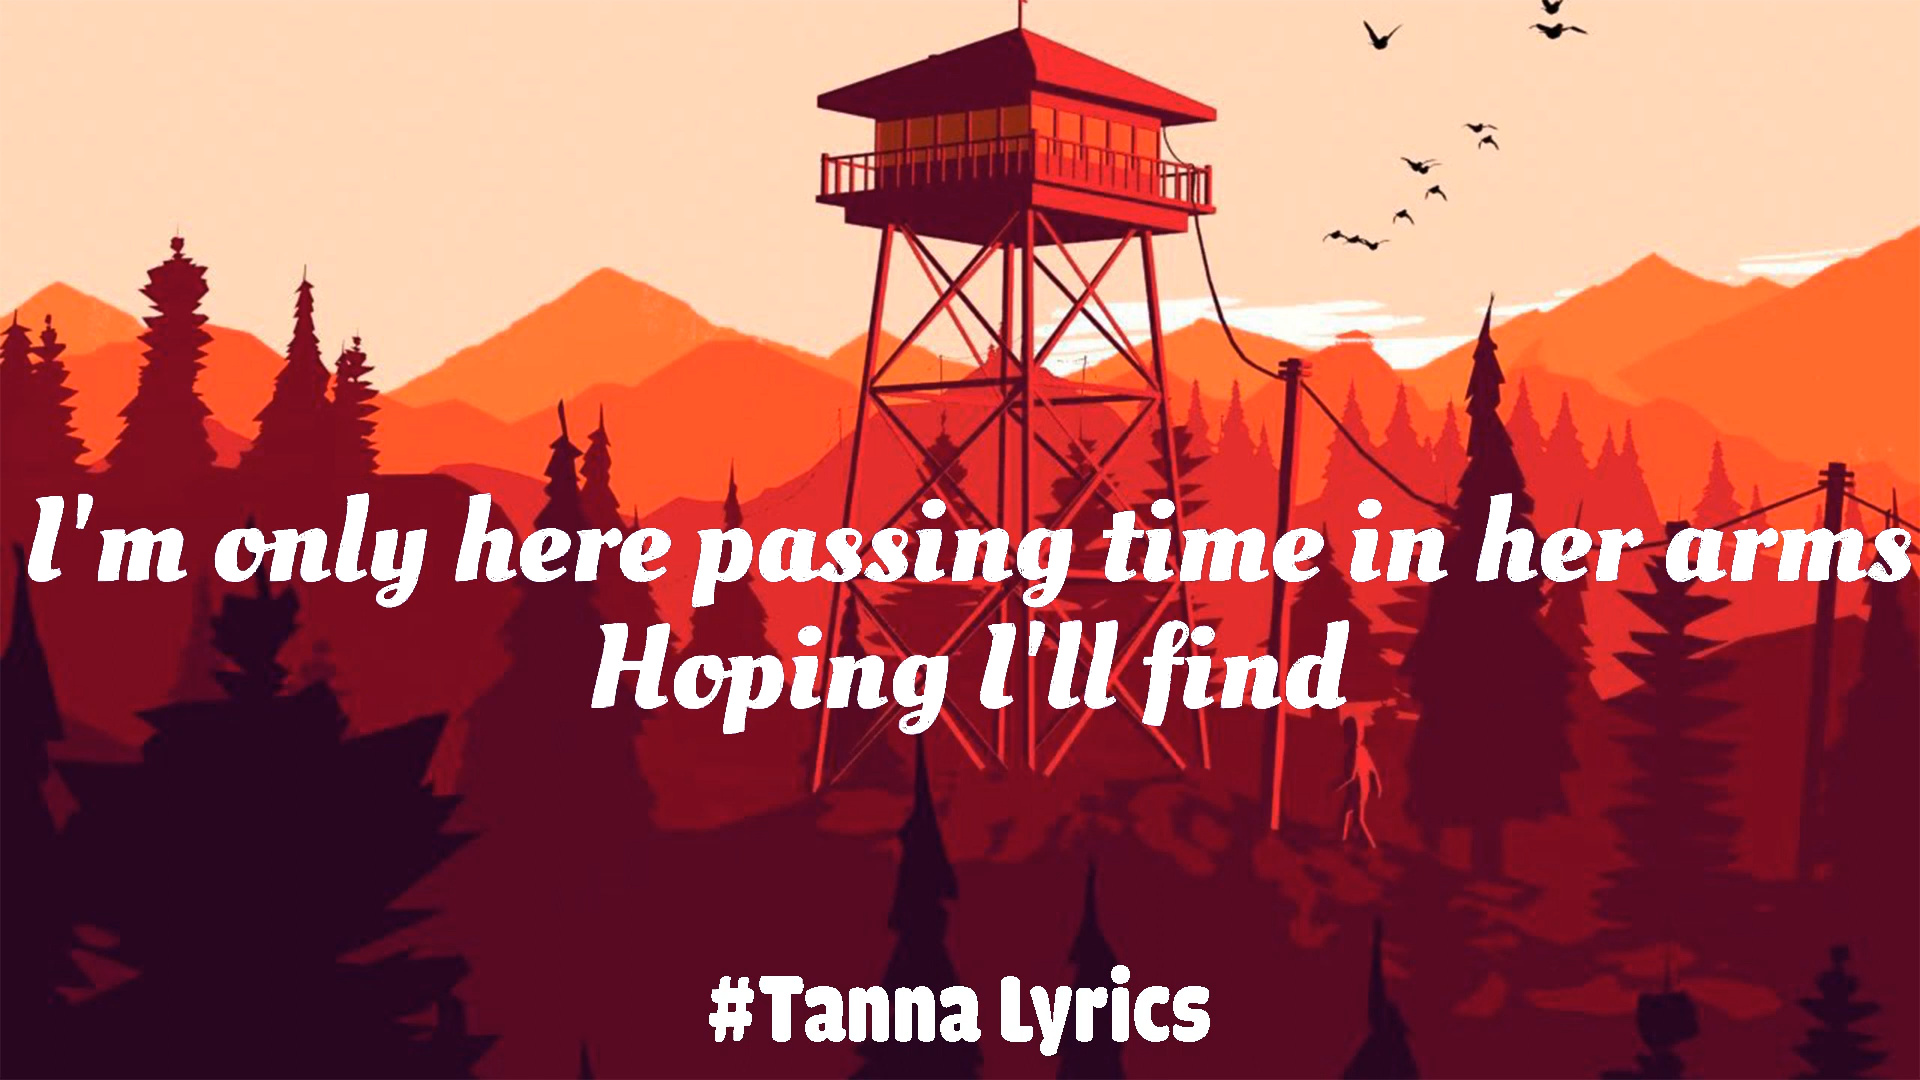 I'm only here passing time in her arms
Hoping I'll find
#Tanna Lyrics